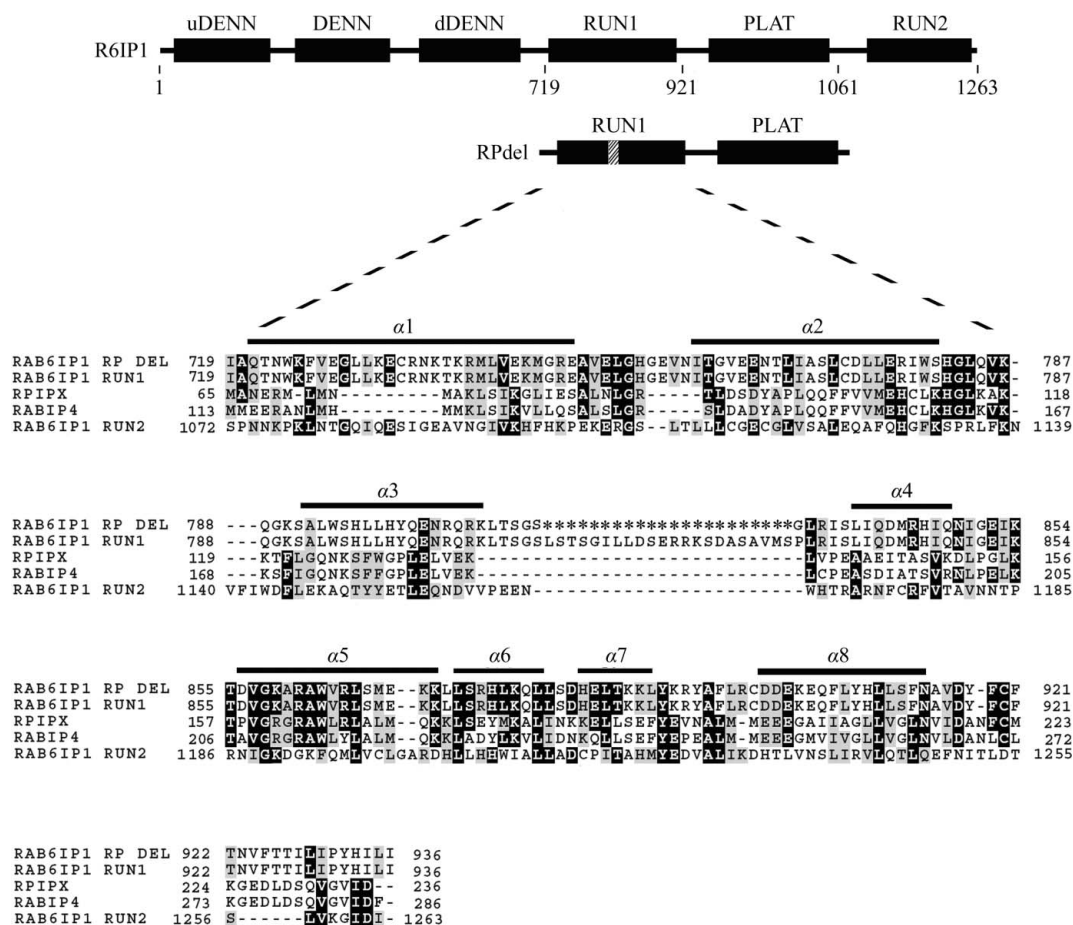 uDENN DENN dDENN RUN1 PLAT RUN2
R6IP1
1 719 921 1061 1263
RUN1 PLAT
RPdel
α1 α2
RAB6IP1 RP DEL 719 IAQTNWKFVEGLLKECRNKTKRMLVEKMGREAVELGHGEVNITGVEENTLIASLCDLLERIWSHGLQVK- 787
RAB6IP1 RUN1 719 IAQTNWKFVEGLLKECRNKTKRMLVEKMGREAVELGHGEVNITGVEENTLIASLCDLLERIWSHGLQVK- 787
RPIPX 65 MANERM-LMN---------MAKLSIKGLIESALNLGR-----TLDSDYAPLQQFFVVMEHCLKHGLKAK- 118
RABIP4 113 MMEERANLMH---------MMKLSIKVLLQSALSLGR-----SLDADYAPLQQFFVVMEHCLKHGLKVK- 167
RAB6IP1 RUN2 1072 SPNNKPKLNTGQIQESIGEAVNGIVKHFHKPEKERGS--LTLLLCGECGLVSALEQAFQHGFKSPRLFKN 1139
α3 α4
RAB6IP1 RP DEL 788 ---QGKSALWSHLLHYQENRQRKLTSGS**********************GLRISLIQDMRHIQNIGEIK 854
RAB6IP1 RUN1 788 ---QGKSALWSHLLHYQENRQRKLTSGSLSTSGILLDSERRKSDASAVMSPLRISLIQDMRHIQNIGEIK 854
RPIPX 119 ---KTFLGQNKSFWGPLELVEK-----------------------------LVPEAAEITASVKDLPGLK 156
RABIP4 168 ---KSFIGQNKSFFGPLELVEK-----------------------------LCPEASDIATSVRNLPELK 205
RAB6IP1 RUN2 1140 VFIWDFLEKAQTYYETLEQNDVVPEEN------------------------WHTRARNFCRFVTAVNNTP 1185
α5 α6 α7 α8
RAB6IP1 RP DEL 855 TDVGKARAWVRLSME--KKLLSRHLKQLLSDHELTKKLYKRYAFLRCDDEKEQFLYHLLSFNAVDY-FCF 921
RAB6IP1 RUN1 855 TDVGKARAWVRLSME--KKLLSRHLKQLLSDHELTKKLYKRYAFLRCDDEKEQFLYHLLSFNAVDY-FCF 921
RPIPX 157 TPVGRGRAWLRLALM--QKKLSEYMKALINKKELLSEFYEVNALM-MEEEGAIIAGLLVGLNVIDANFCM 223
RABIP4 206 TAVGRGRAWLYLALM--QKKLADYLKVLIDNKQLLSEFYEPEALM-MEEEGMVIVGLLVGLNVLDANLCL 272
RAB6IP1 RUN2 1186 RNIGKDGKFQMLVCLGARDHLLHHWIALLADCPITAHMYEDVALIKDHTLVNSLIRVLQTLQEFNITLDT 1255
RAB6IP1 RP DEL 922 TNVFTTILIPYHILI 936
RAB6IP1 RUN1 922 TNVFTTILIPYHILI 936
RPIPX 224 KGEDLDSQVGVID-- 236
RABIP4 273 KGEDLDSQVGVIDF- 286
RAB6IP1 RUN2 1256 S-------LVKGIDI 1263